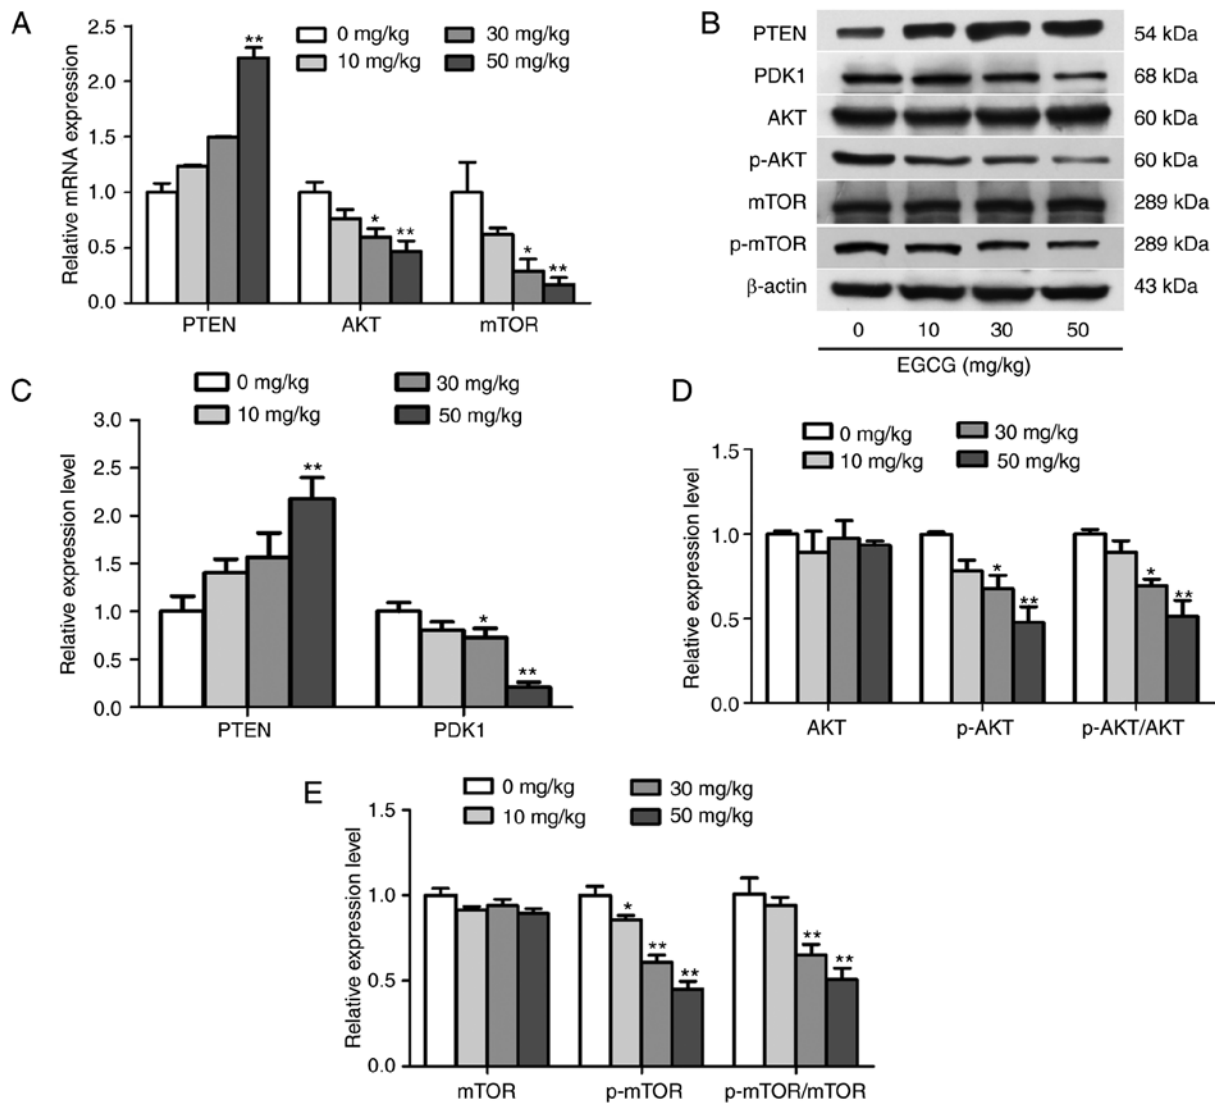 A
2.5
2.0
1.5
1.0
0.5
0.0
Relative mRNA expression
0 mg/kg
30 mg/kg
10 mg/kg
50 mg/kg
**
*
**
*
**
PTEN
AKT
mTOR
B
PTEN 54 kDa
PDK1 68 kDa
AKT 60 kDa
p-AKT 60 kDa
mTOR 289 kDa
p-mTOR 289 kDa
β-actin 43 kDa
0 10 30 50
EGCG (mg/kg)
C
0 mg/kg
30 mg/kg
10 mg/kg
50 mg/kg
3.0
2.5
2.0
1.5
1.0
0.5
0.0
Relative expression level
**
*
**
PTEN
PDK1
D
0 mg/kg
30 mg/kg
10 mg/kg
50 mg/kg
1.5
1.0
0.5
0.0
Relative expression level
*
**
*
**
AKT
p-AKT
p-AKT/AKT
E
0 mg/kg
30 mg/kg
10 mg/kg
50 mg/kg
1.5
1.0
0.5
0.0
Relative expression level
*
**
**
**
**
mTOR
p-mTOR
p-mTOR/mTOR